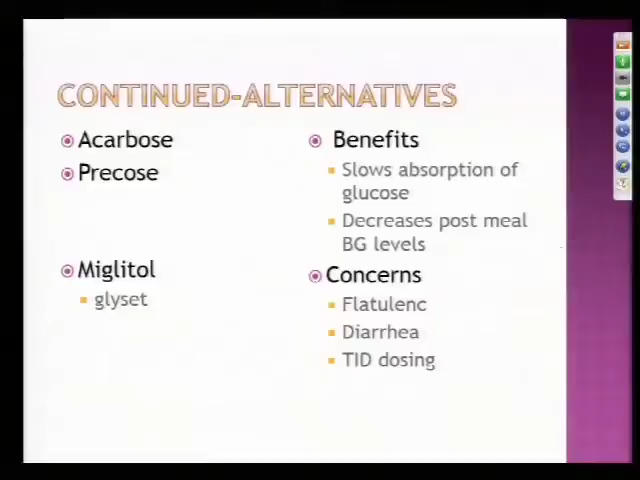 CONTINUED-ALTERNATIVES
Acarbose
Precose
Miglitol
glyset
Benefits
Slows absorption of
glucose
Decreases post meal
BG levels
Concerns
Flatulenc
Diarrhea
TID dosing